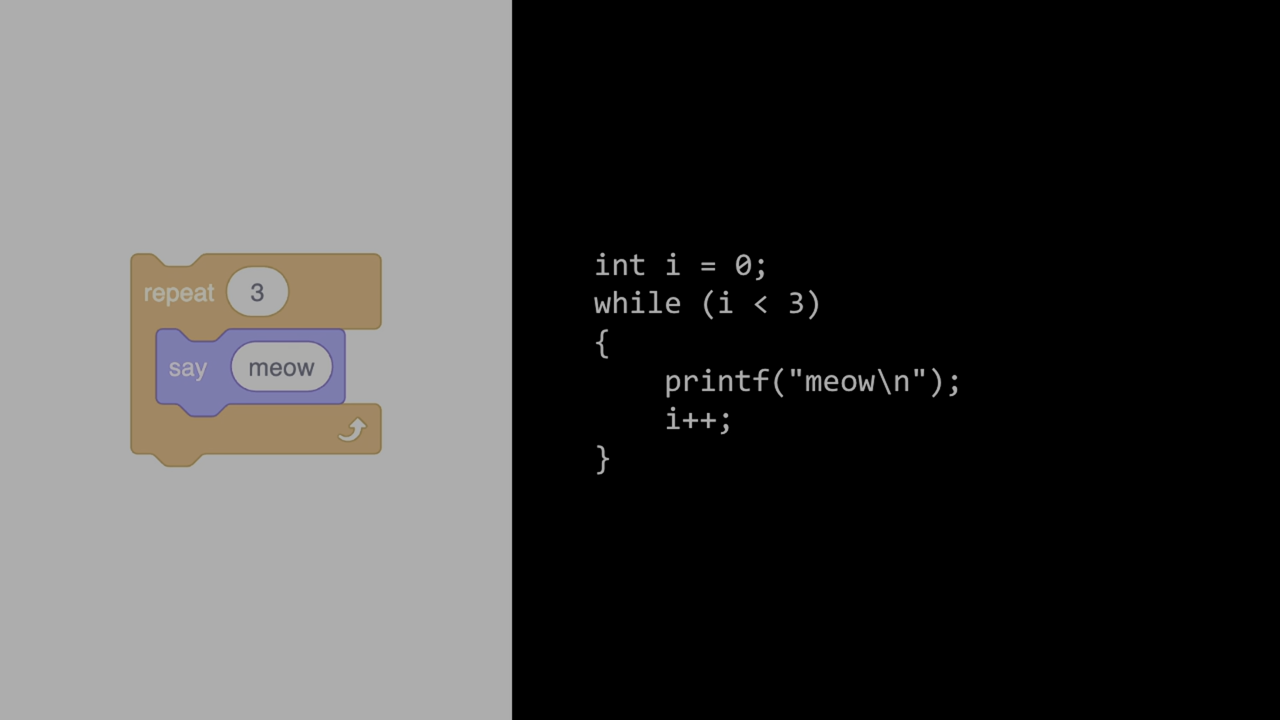 repeat 3
say meow
int i = 0;
while (i < 3)
{
    printf("meow\n");
    i++;
}